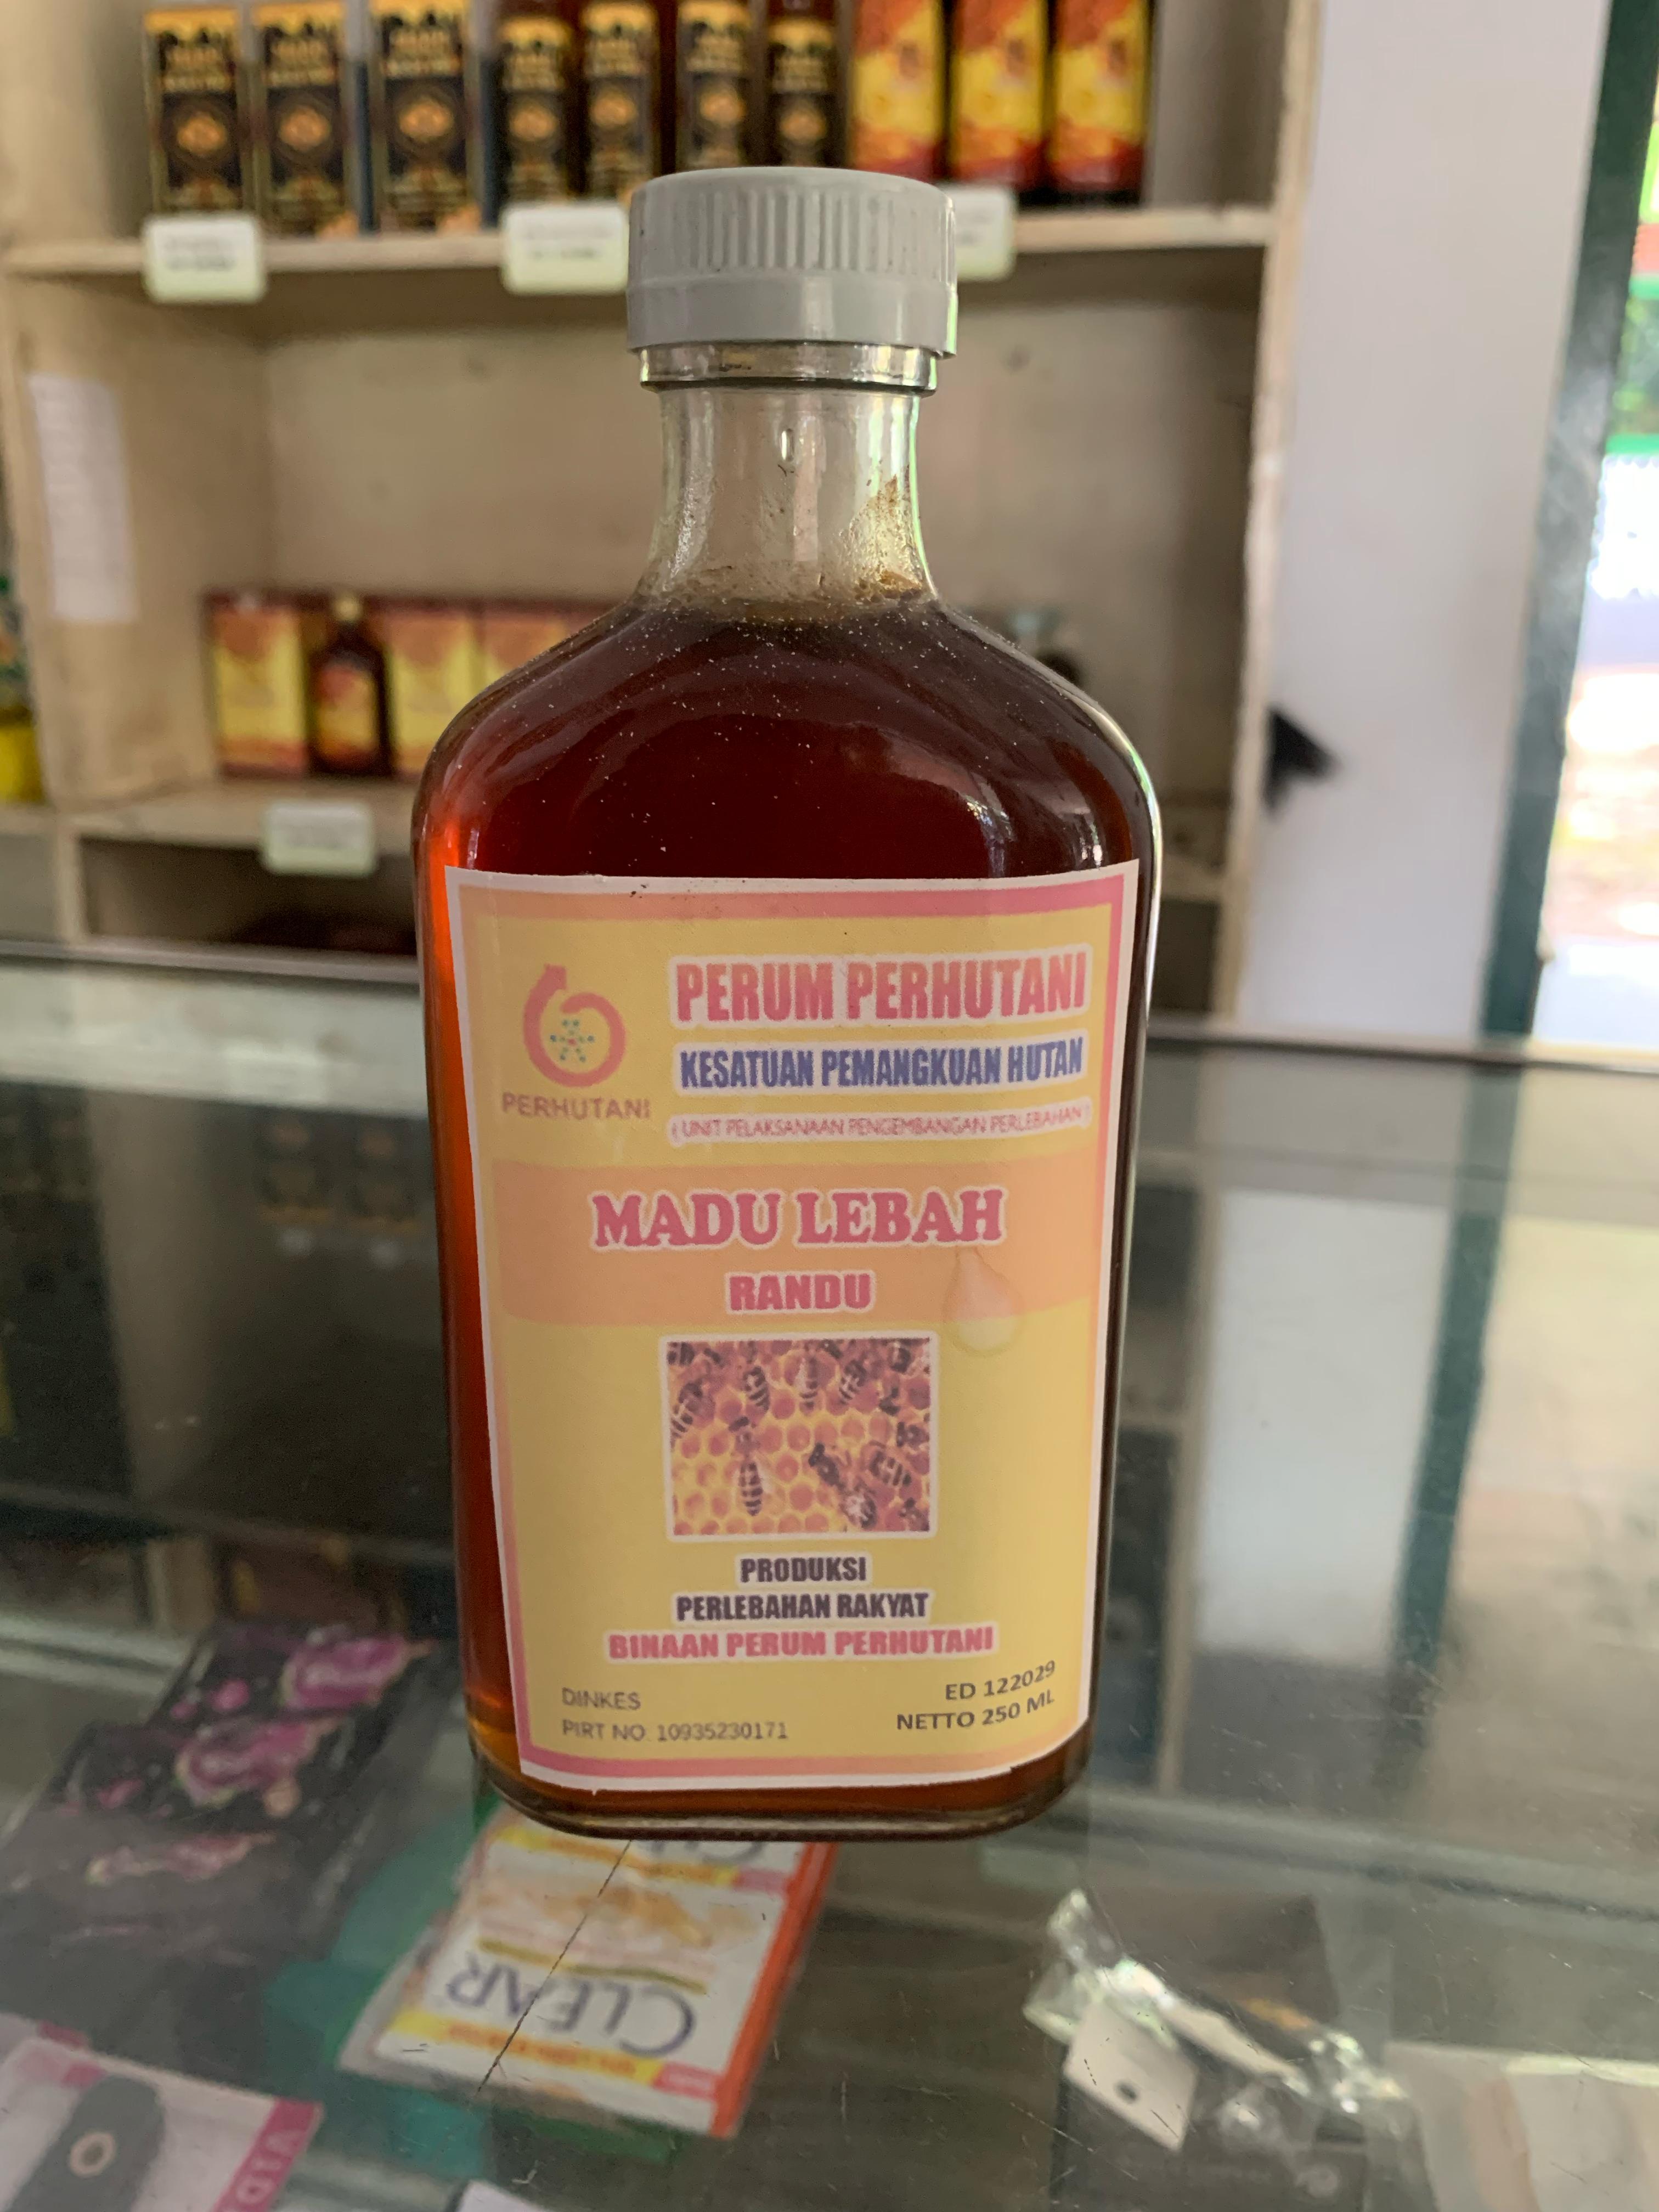 PERUM PERHUTANI
KESATUAN PEMANGKUAN HUTAN
( UNIT PELAKSANAAN PENGEMBANGAN PERLEBAHAN )
PERHUTANI
MADU LEBAH
RANDU
PRODUKSI
PERLEBAHAN RAKYAT
BINAAN PERUM PERHUTANI
DINKES
PIRT NO. 10935230171
ED 122029
NETTO 250 ML
CLEAR